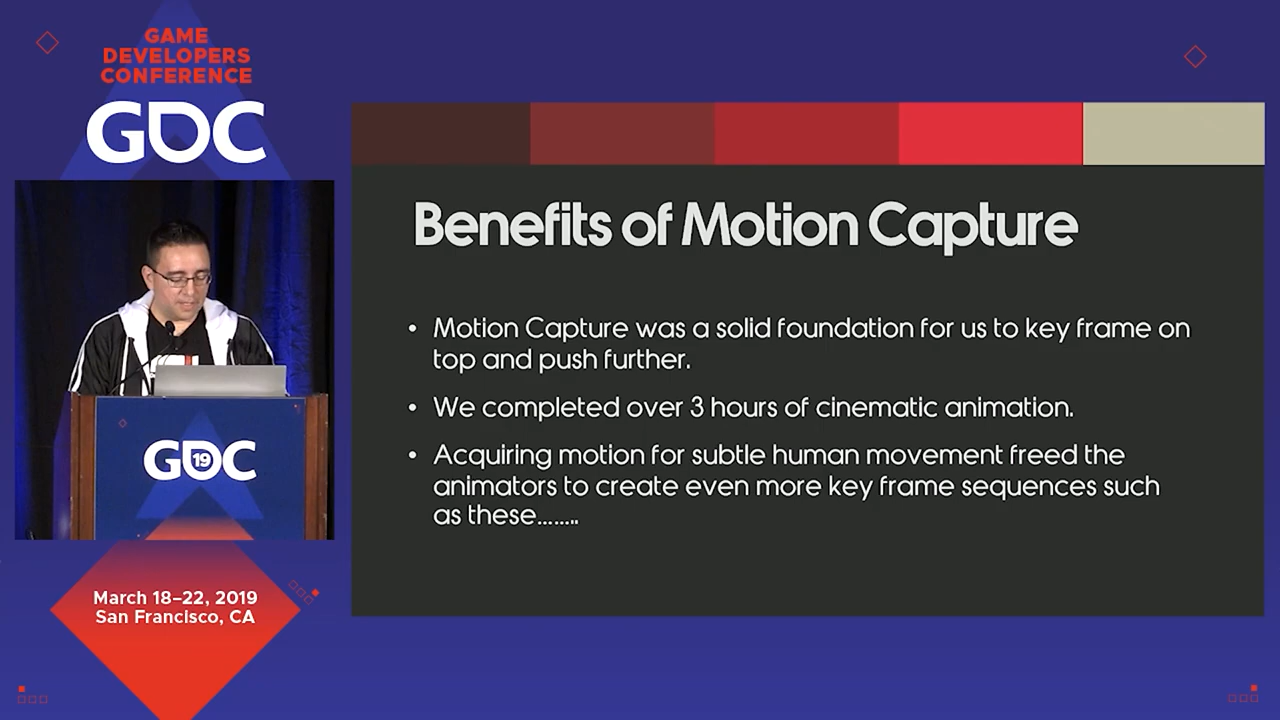 GAME
DEVELOPERS
CONFERENCE
GDC
Benefits of Motion Capture
• Motion Capture was a solid foundation for us to key frame on
top and push further.
• We completed over 3 hours of cinematic animation.
• Acquiring motion for subtle human movement freed the
animators to create even more key frame sequences such
as these........
GDC
19
March 18–22, 2019
San Francisco, CA